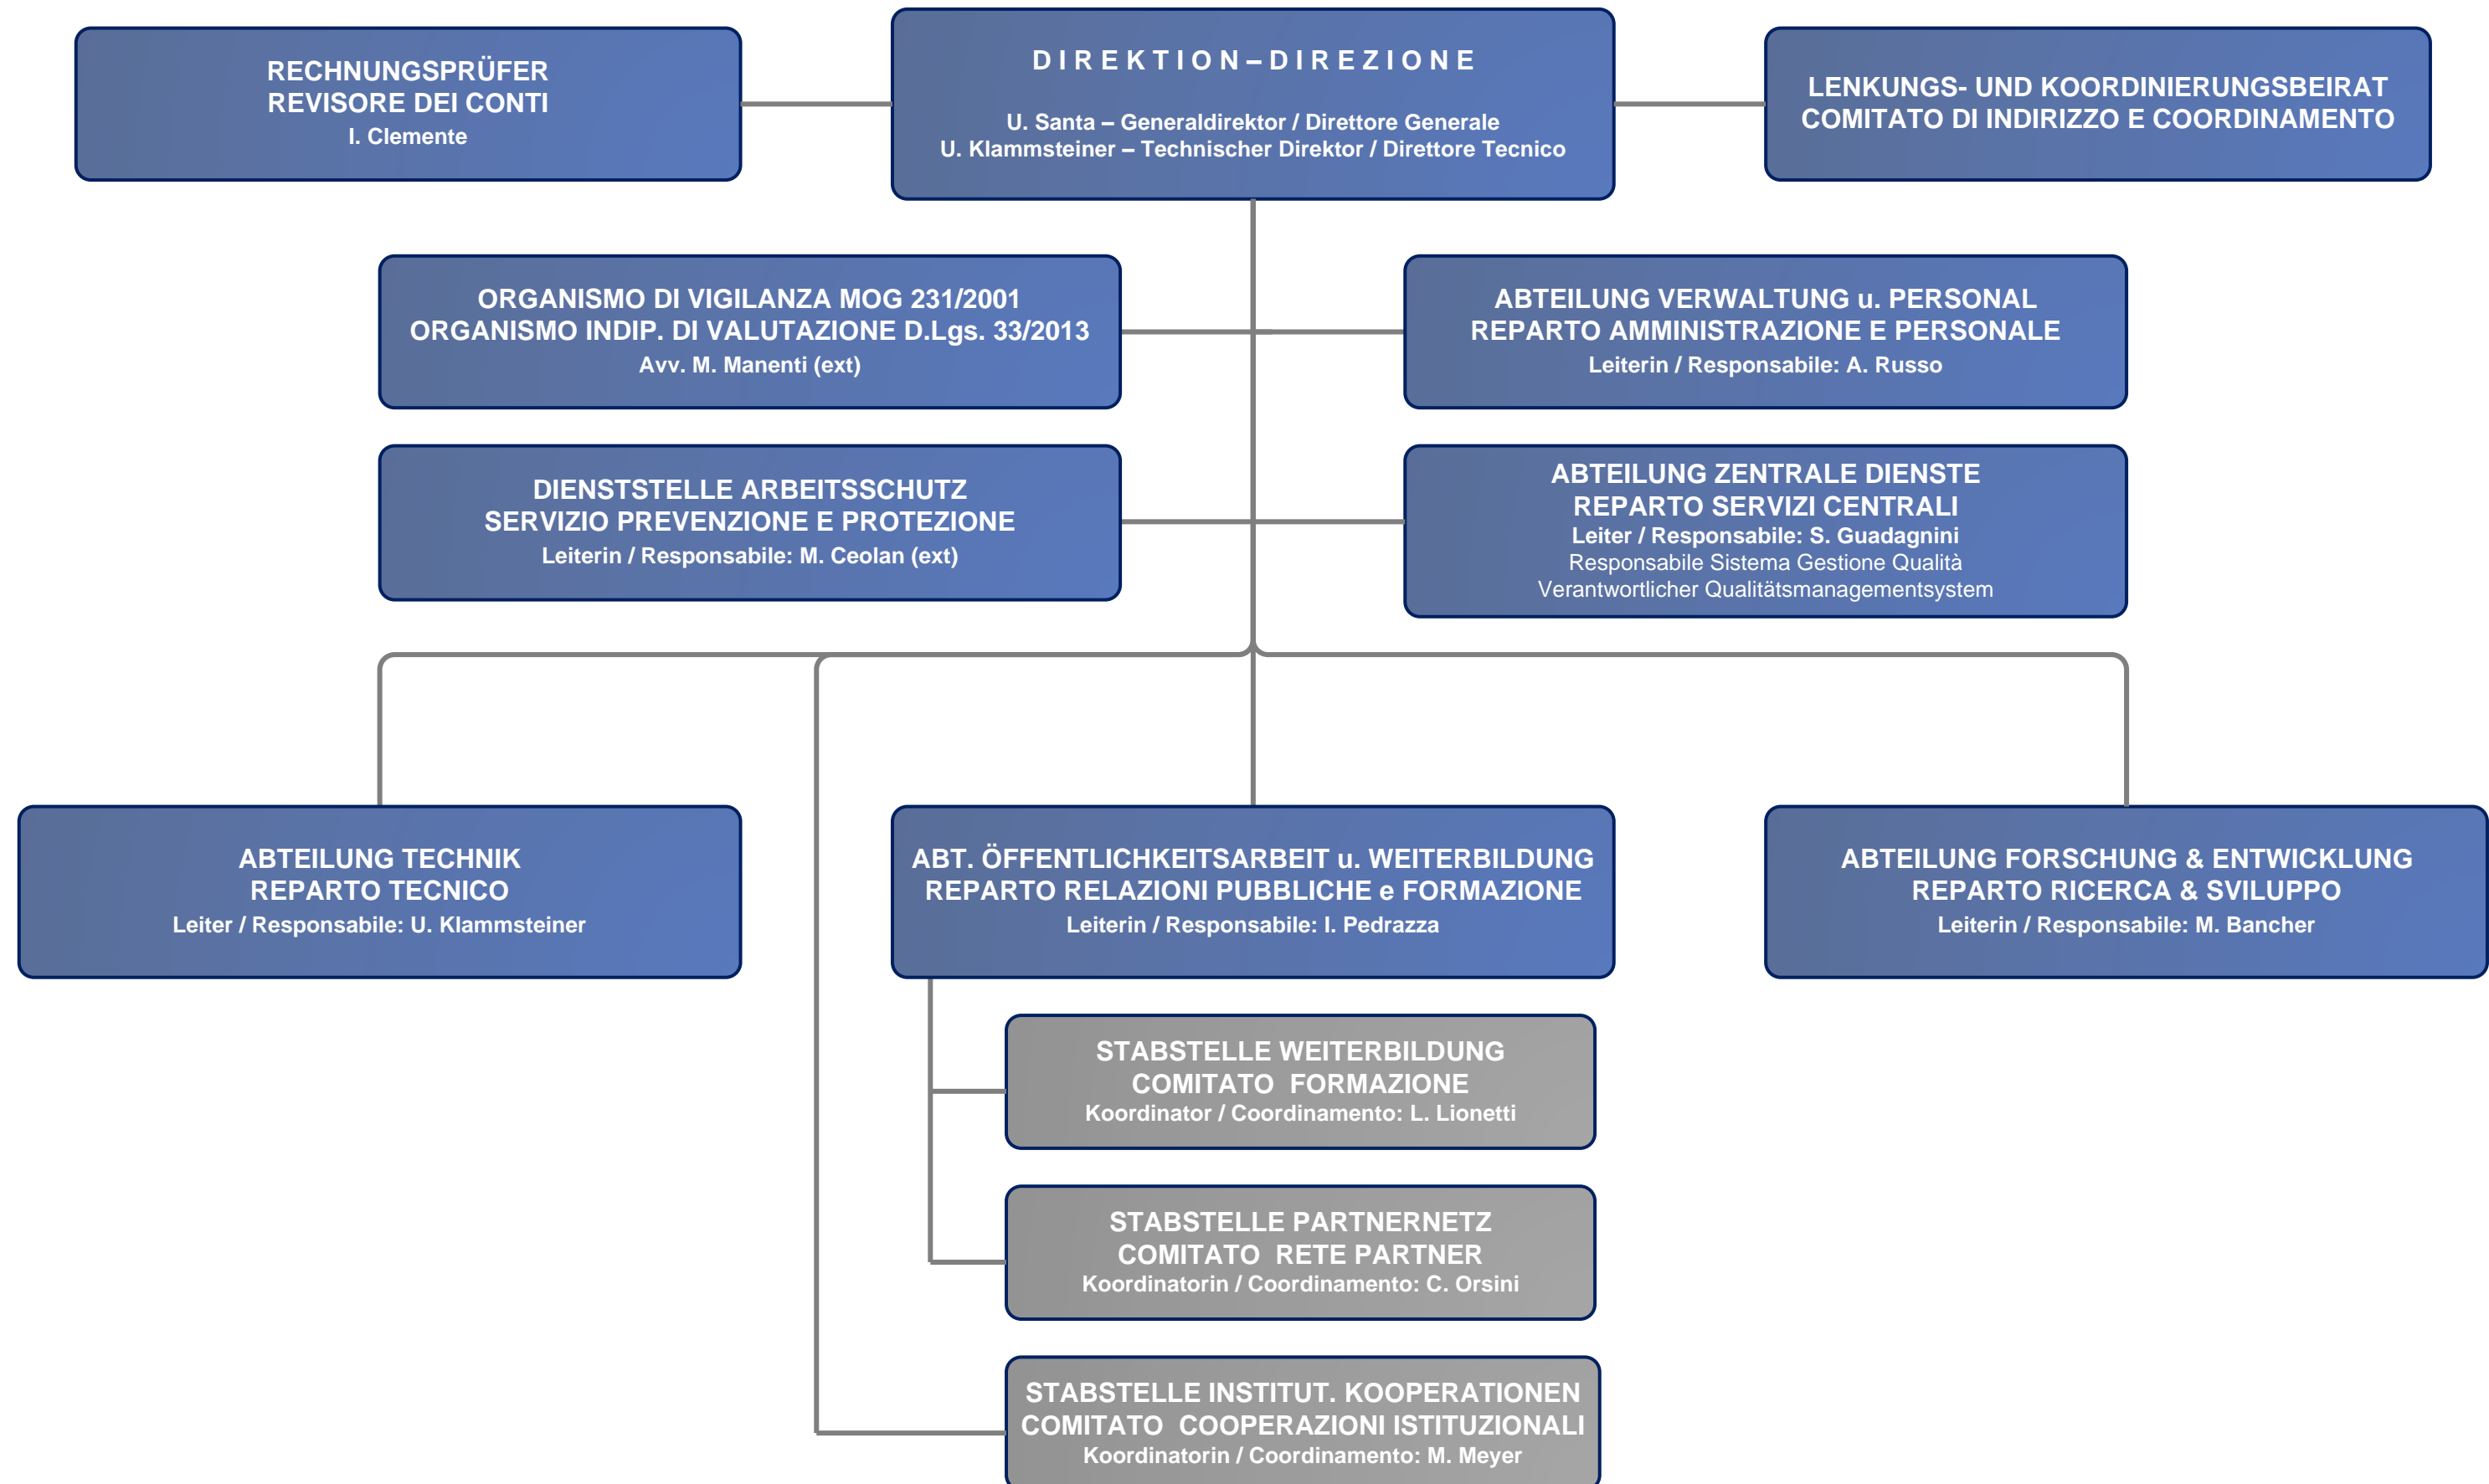 RECHNUNGSPRÜFER
REVISORE DEI CONTI
I. Clemente
DIREKTION–DIREZIONE
U. Santa – Generaldirektor / Direttore Generale
U. Klammsteiner – Technischer Direktor / Direttore Tecnico
LENKUNGS- UND KOORDINIERUNGSBEIRAT
COMITATO DI INDIRIZZO E COORDINAMENTO
ORGANISMO DI VIGILANZA MOG 231/2001
ORGANISMO INDIP. DI VALUTAZIONE D.Lgs. 33/2013
Avv. M. Manenti (ext)
ABTEILUNG VERWALTUNG u. PERSONAL
REPARTO AMMINISTRAZIONE E PERSONALE
Leiterin / Responsabile: A. Russo
DIENSTSTELLE ARBEITSSCHUTZ
SERVIZIO PREVENZIONE E PROTEZIONE
Leiterin / Responsabile: M. Ceolan (ext)
ABTEILUNG ZENTRALE DIENSTE
REPARTO SERVIZI CENTRALI
Leiter / Responsabile: S. Guadagnini
Responsabile Sistema Gestione Qualità
Verantwortlicher Qualitätsmanagementsystem
ABTEILUNG TECHNIK
REPARTO TECNICO
Leiter / Responsabile: U. Klammsteiner
ABT. ÖFFENTLICHKEITSARBEIT u. WEITERBILDUNG
REPARTO RELAZIONI PUBBLICHE e FORMAZIONE
Leiterin / Responsabile: I. Pedrazza
ABTEILUNG FORSCHUNG & ENTWICKLUNG
REPARTO RICERCA & SVILUPPO
Leiterin / Responsabile: M. Bancher
STABSTELLE WEITERBILDUNG
COMITATO FORMAZIONE
Koordinator / Coordinamento: L. Lionetti
STABSTELLE PARTNERNETZ
COMITATO RETE PARTNER
Koordinatorin / Coordinamento: C. Orsini
STABSTELLE INSTITUT. KOOPERATIONEN
COMITATO COOPERAZIONI ISTITUZIONALI
Koordinatorin / Coordinamento: M. Meyer